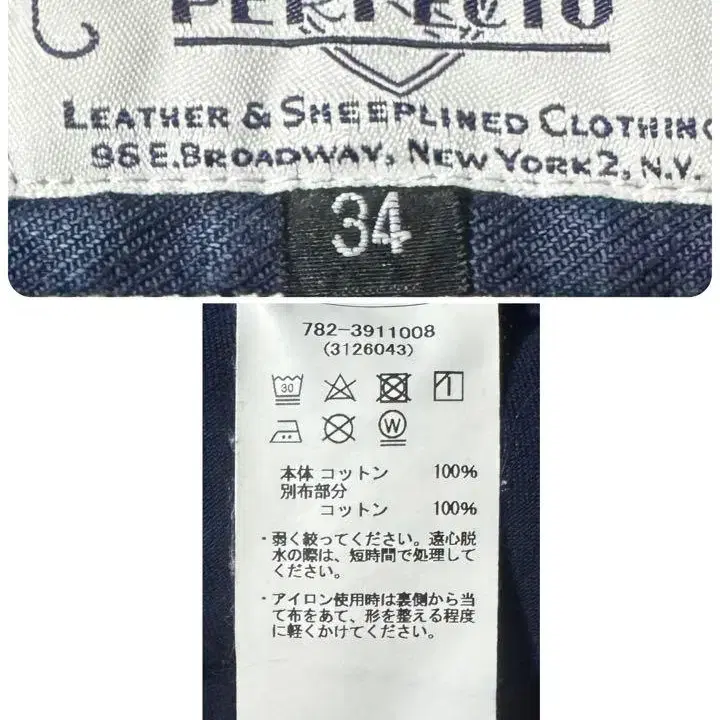 PERFECTO
LEATHER & SHEEPLINED CLOTHING
96 E. BROADWAY, NEW YORK 2, N.Y.
34
782-3911008
(3126043)
30
W
本体 コットン 100%
別布部分
コットン 100%
・弱く絞ってください。遠心脱
水の際は、短時間で処理して
ください。
・アイロン使用時は裏側から当
て布をあて、形を整える程度
に軽くかけてください。